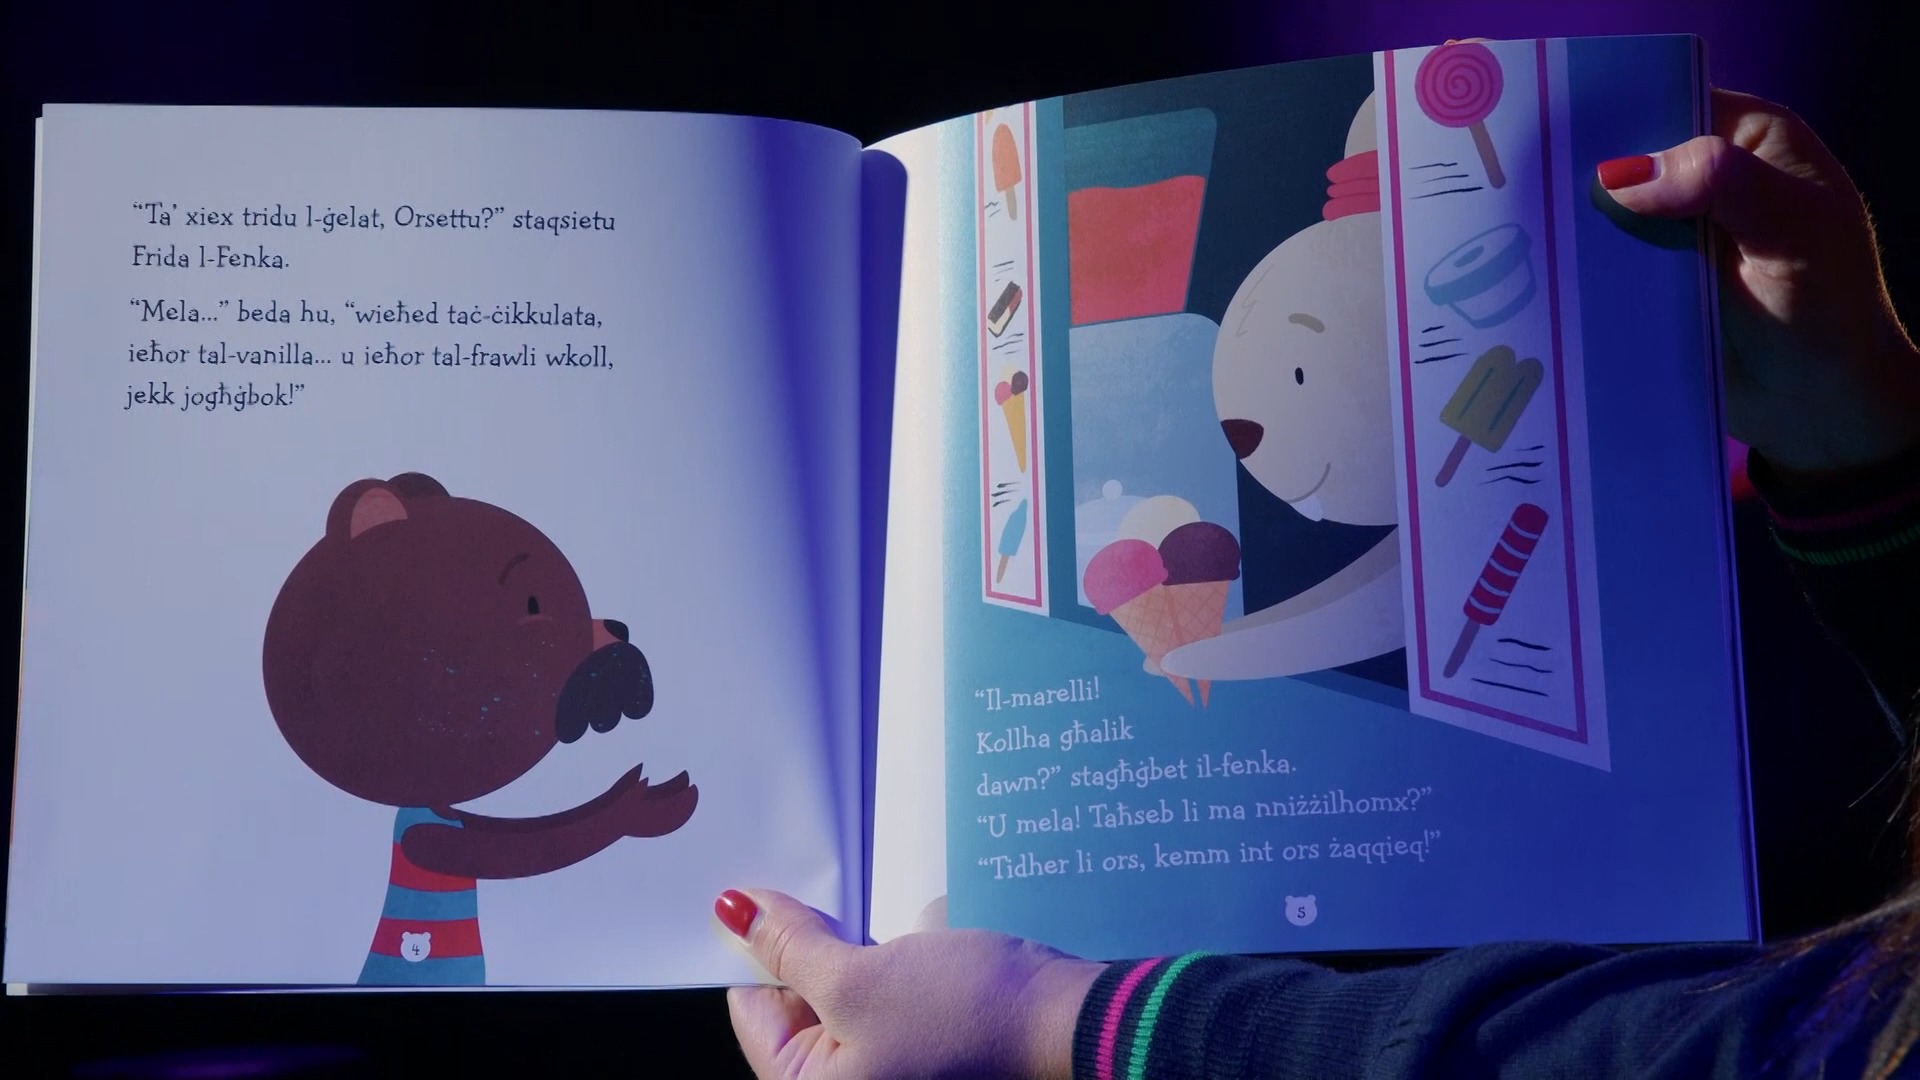 “Ta’ xiex tridu l-ġelat, Orsettu?” staqsietu
Frida l-Fenka.
“Mela...” beda hu, “wieħed taċ-ċikkulata,
ieħor tal-vanilla... u ieħor tal-frawli wkoll,
jekk jogħġbok!”
4
“Il-marelli!
Kollha għalik
dawn?” stagħġbet il-fenka.
“U mela! Taħseb li ma nniżżilhomx?”
“Tidher li ors, kemm int ors żaqqieq!”
5